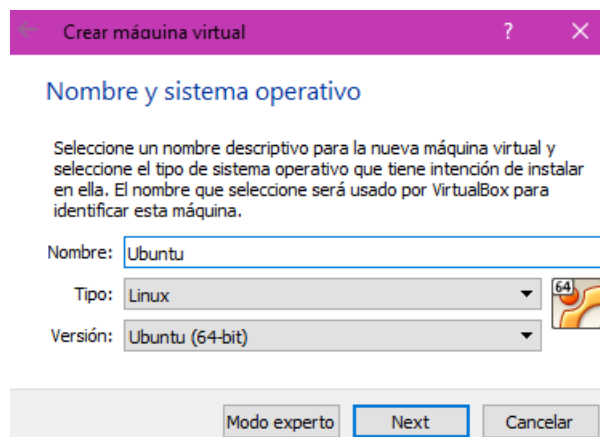 Crear máquina virtual
?
Nombre y sistema operativo
Seleccione un nombre descriptivo para la nueva máquina virtual y
seleccione el tipo de sistema operativo que tiene intención de instalar
en ella. El nombre que seleccione será usado por VirtualBox para
identificar esta máquina.
Nombre: Ubuntu
Tipo: Linux
64
Versión: Ubuntu (64-bit)
Modo experto Next Cancelar